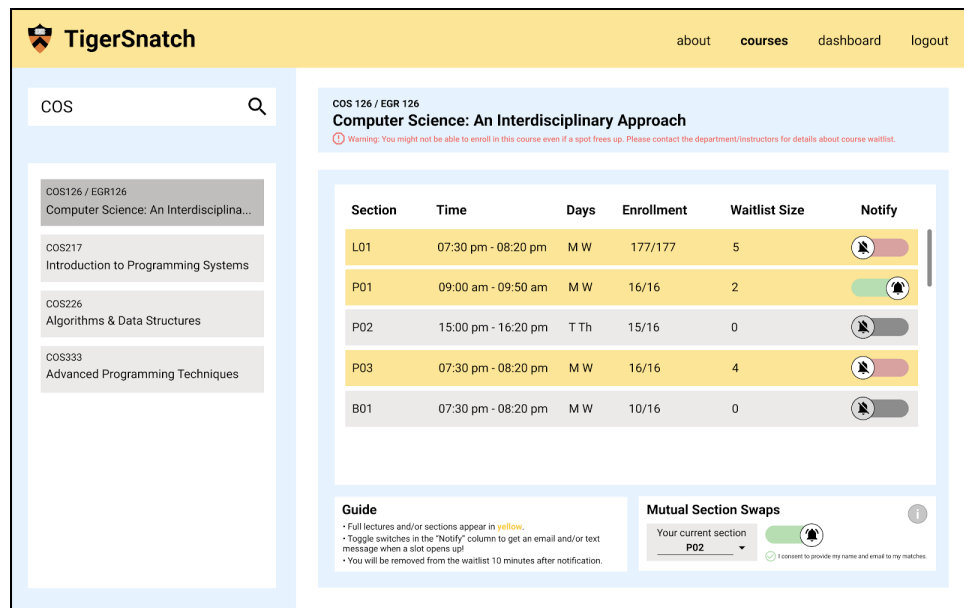 TigerSnatch
about courses dashboard logout
COS
COS126 / EGR126
Computer Science: An Interdisciplina...
COS217
Introduction to Programming Systems
COS226
Algorithms & Data Structures
COS333
Advanced Programming Techniques
COS 126 / EGR 126
Computer Science: An Interdisciplinary Approach
Warning: You might not be able to enroll in this course even if a spot frees up. Please contact the department/instructors for details about course waitlist.
Section Time Days Enrollment Waitlist Size Notify
L01 07:30 pm - 08:20 pm M W 177/177 5
P01 09:00 am - 09:50 am M W 16/16 2
P02 15:00 pm - 16:20 pm T Th 15/16 0
P03 07:30 pm - 08:20 pm M W 16/16 4
B01 07:30 pm - 08:20 pm M W 10/16 0
Guide
• Full lectures and/or sections appear in yellow.
• Toggle switches in the “Notify” column to get an email and/or text
message when a slot opens up!
• You will be removed from the waitlist 10 minutes after notification.
Mutual Section Swaps
i
Your current section
P02
I consent to provide my name and email to my matches.